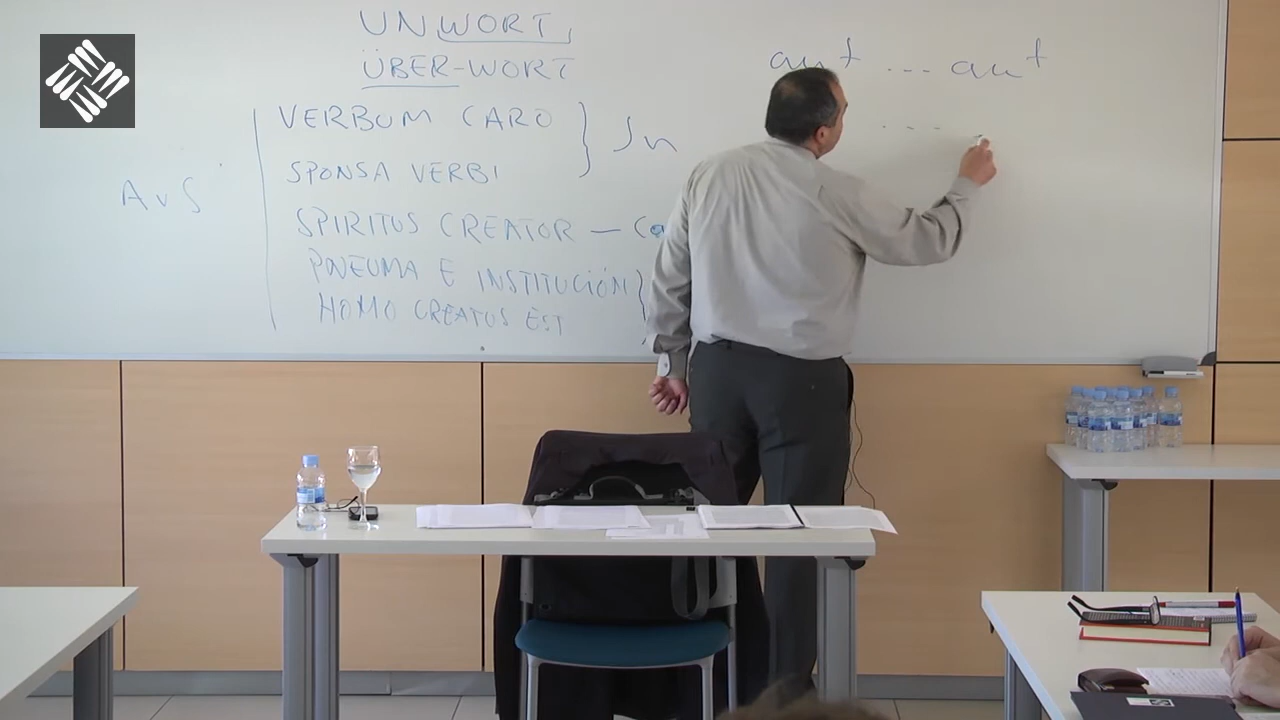 UNWORT,
ÜBER-WORT
VERBUM CARO } Jn
SPONSA VERBI
AvS
SPIRITUS CREATOR —
PNEUMA E INSTITUCIÓN
HOMO CREATUS EST
aut ... aut
...